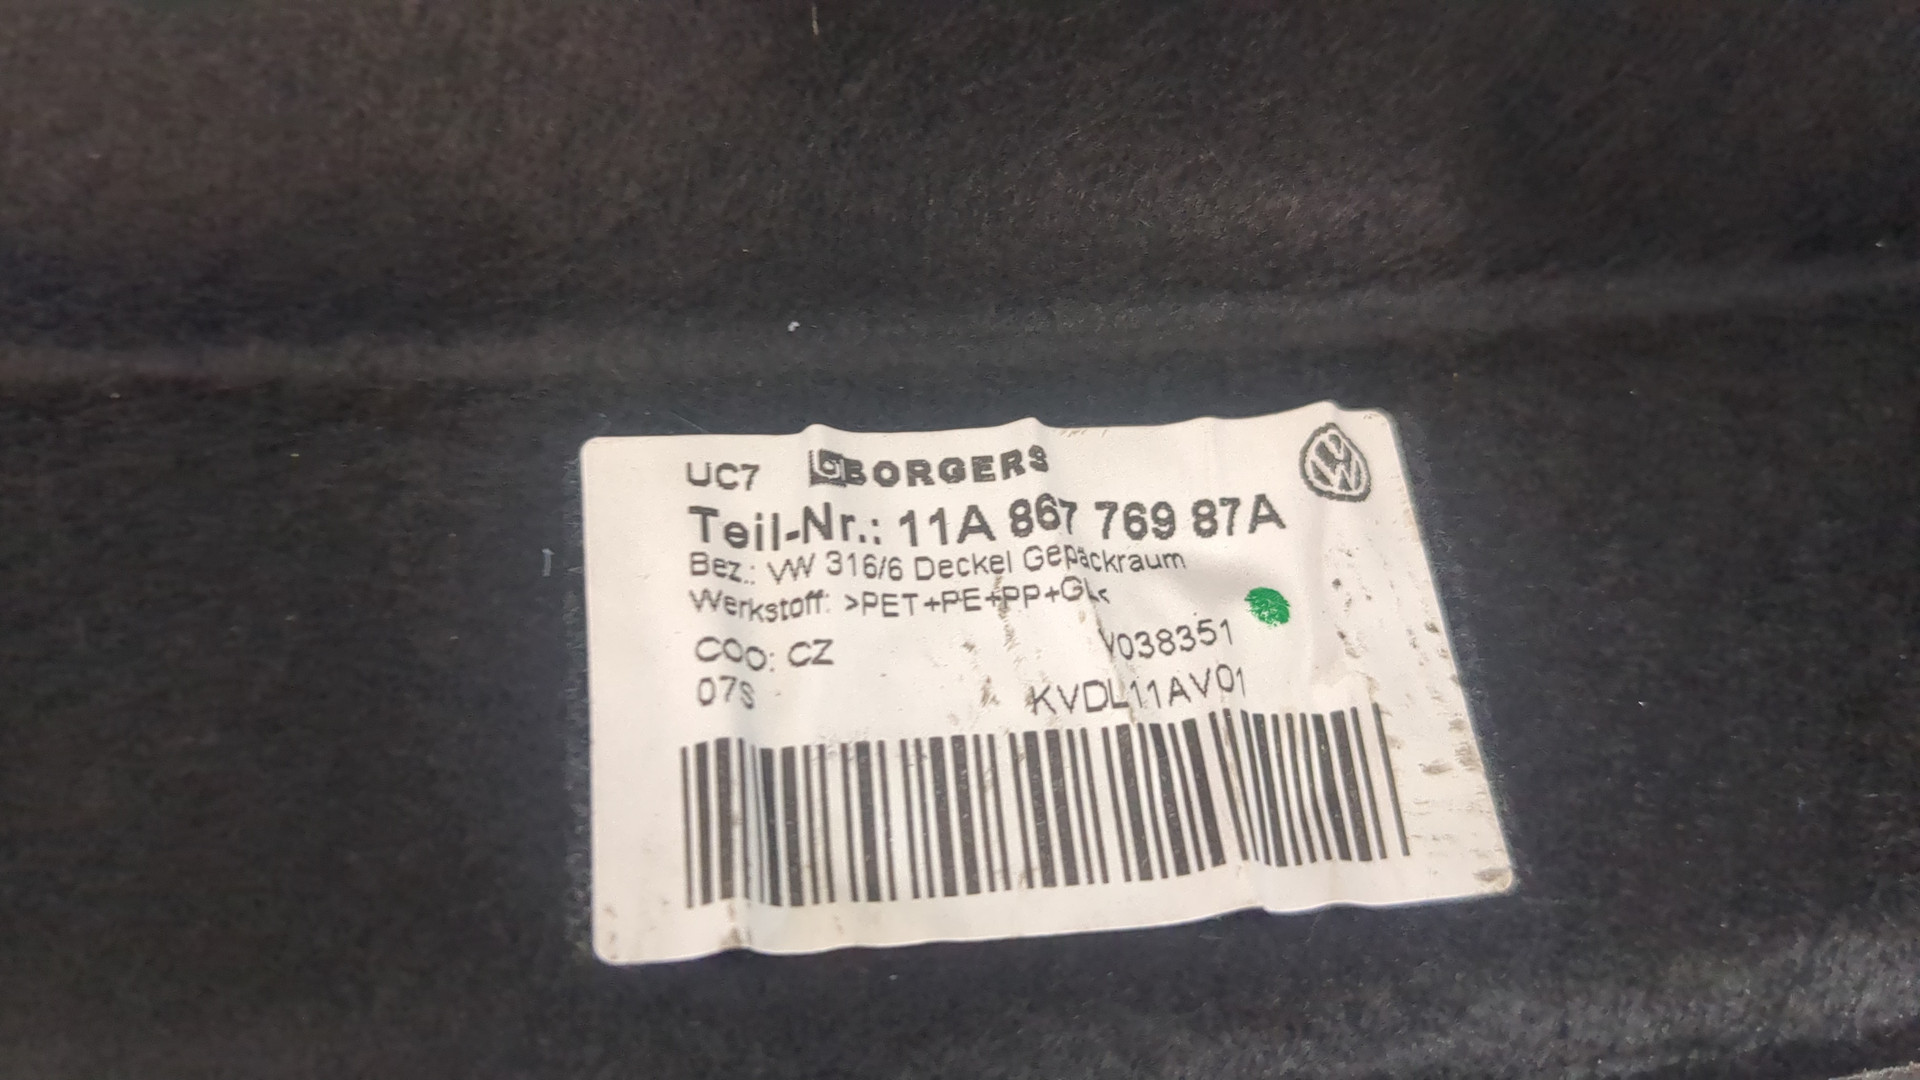 UC7 BORGERS
Teil-Nr.: 11A 867 769 87A
Bez.: VW 316/6 Deckel Gepäckraum
Werkstoff: >PET+PE+PP+GL<
COO: CZ V038351
07S KVDL11AV01